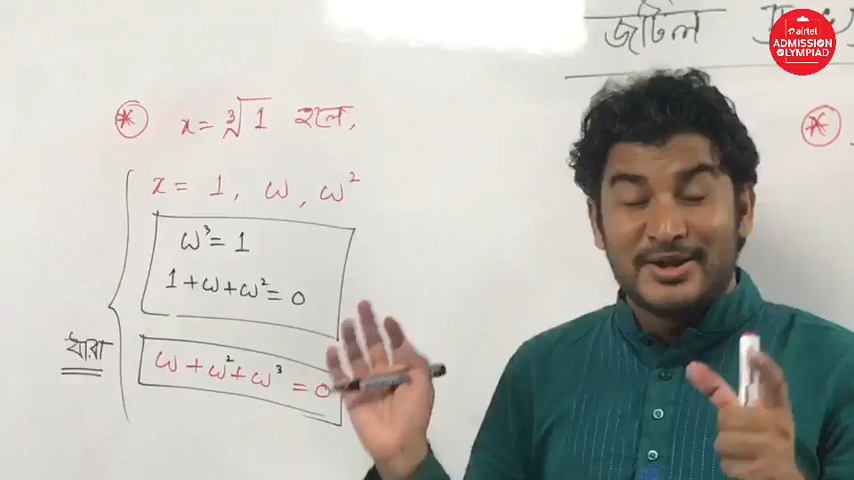 জটিল
airtel
ADMISSION
OLYMPIAD
* x = ∛1 হলে,
x = 1, ω, ω²
ω³ = 1
1 + ω + ω² = 0
ধারা
ω + ω² + ω³ = 0
*